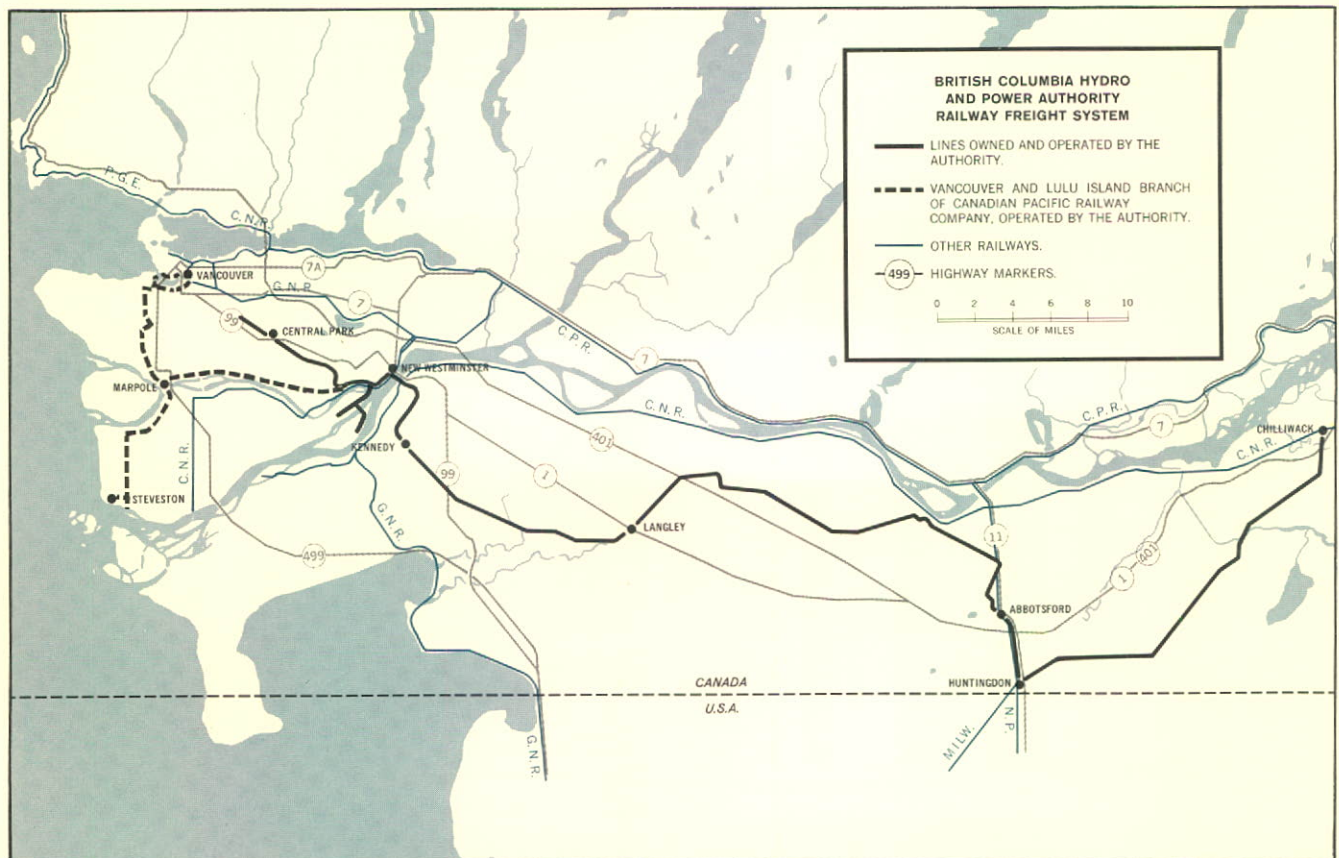 BRITISH COLUMBIA HYDRO
AND POWER AUTHORITY
RAILWAY FREIGHT SYSTEM
LINES OWNED AND OPERATED BY THE
AUTHORITY.
VANCOUVER AND LULU ISLAND BRANCH
OF CANADIAN PACIFIC RAILWAY
COMPANY, OPERATED BY THE AUTHORITY.
OTHER RAILWAYS.
499 HIGHWAY MARKERS.
0 2 4 6 8 10
SCALE OF MILES
P.G.E.
C.N.R.
VANCOUVER
7A
G.N.R.
7
99
CENTRAL PARK
C.P.R.
7
NEW WESTMINSTER
MARPOLE
C.N.R.
C.P.R.
7
CHILLIWACK
C.N.R.
401
KENNEDY
C.N.R.
99
1
STEVESTON
G.N.R.
LANGLEY
11
499
401
1
ABBOTSFORD
HUNTINGDON
CANADA
U.S.A.
G.N.R.
MILW.
N.P.